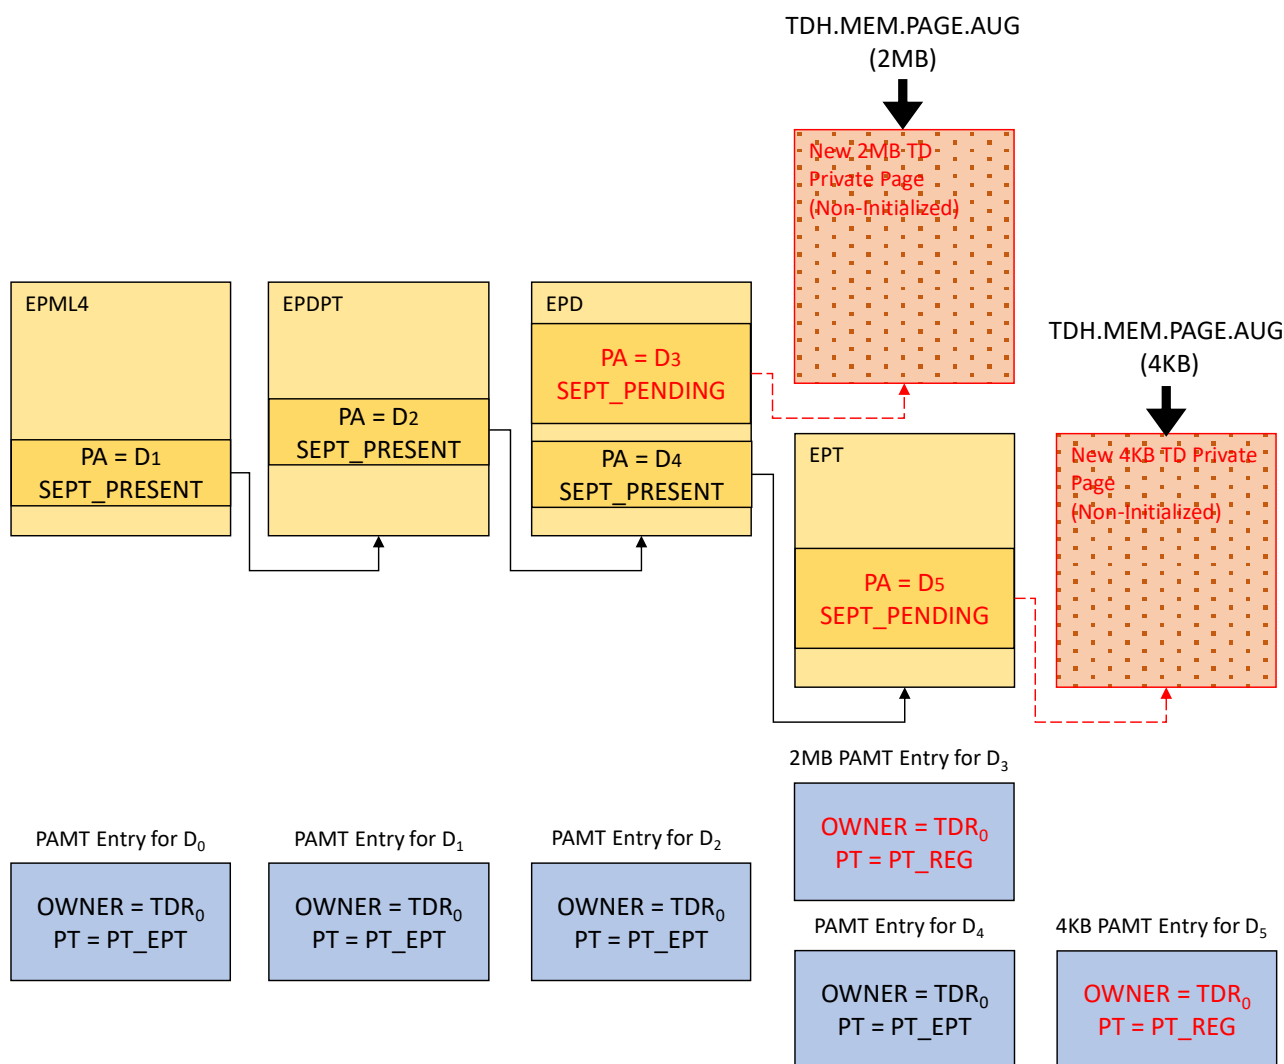 TDH.MEM.PAGE.AUG
(2MB)
New 2MB TD
Private Page
(Non-Initialized)
EPML4
PA = D1
SEPT_PRESENT
EPDPT
PA = D2
SEPT_PRESENT
EPD
PA = D3
SEPT_PENDING
PA = D4
SEPT_PRESENT
TDH.MEM.PAGE.AUG
(4KB)
EPT
PA = D5
SEPT_PENDING
New 4KB TD Private
Page
(Non-Initialized)
2MB PAMT Entry for D3
OWNER = TDR0
PT = PT_REG
PAMT Entry for D0
OWNER = TDR0
PT = PT_EPT
PAMT Entry for D1
OWNER = TDR0
PT = PT_EPT
PAMT Entry for D2
OWNER = TDR0
PT = PT_EPT
PAMT Entry for D4
OWNER = TDR0
PT = PT_EPT
4KB PAMT Entry for D5
OWNER = TDR0
PT = PT_REG